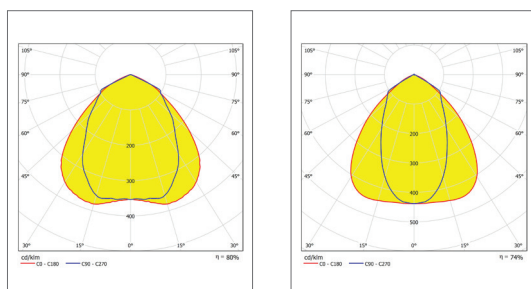 105° 105°
90° 90°
75° 75°
60° 60°
200
45° 45°
300
400
30° 15° 0° 15° 30°
cd/klm η = 80%
C0 - C180 C90 - C270
105° 105°
90° 90°
75° 75°
60° 60°
200
45° 300 45°
400
500
30° 15° 0° 15° 30°
cd/klm η = 74%
C0 - C180 C90 - C270